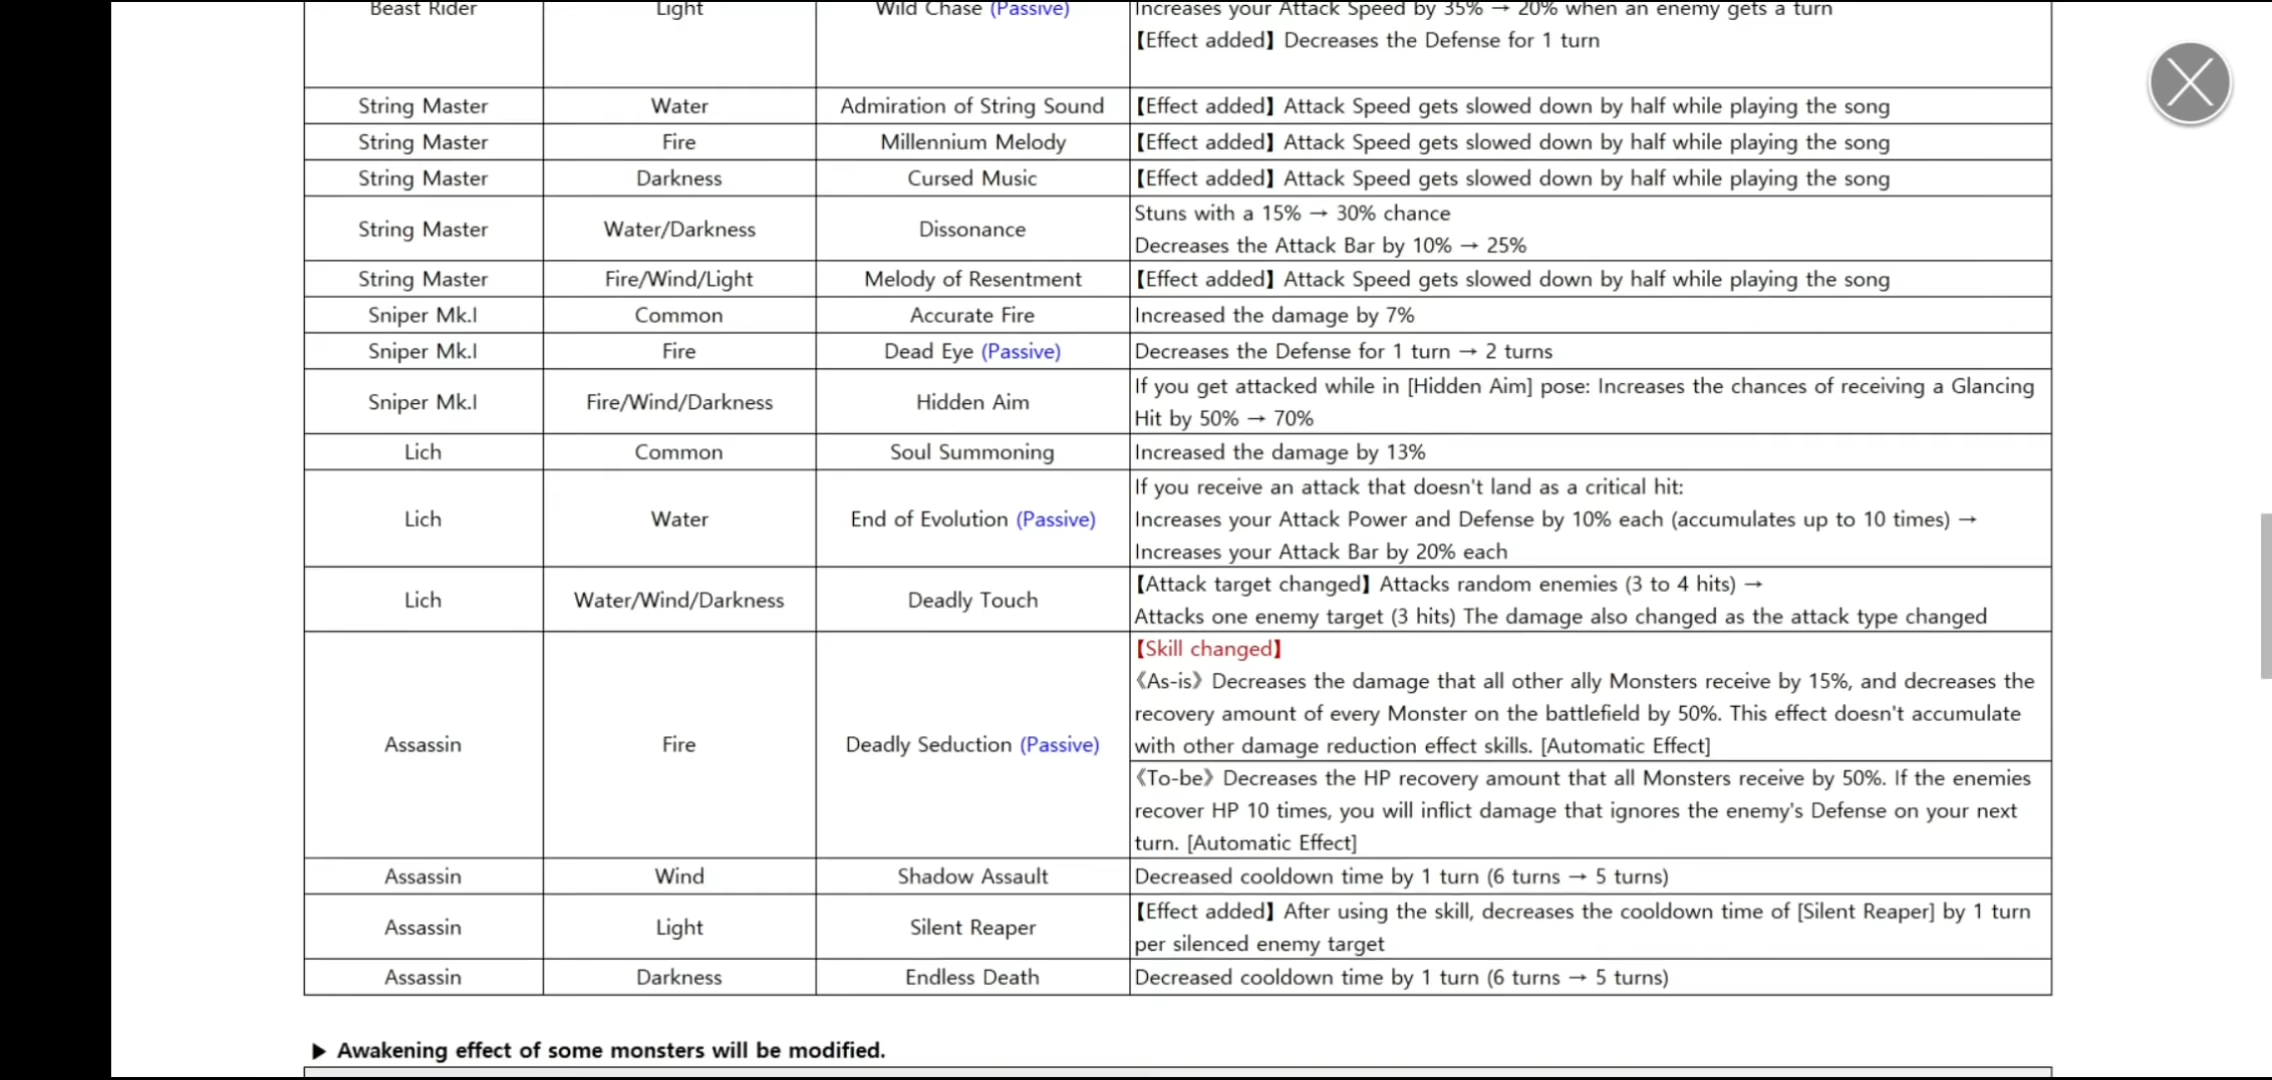 Beast Rider Light Wild Chase (Passive) Increases your Attack Speed by 35% → 20% when an enemy gets a turn
【Effect added】 Decreases the Defense for 1 turn
String Master Water Admiration of String Sound 【Effect added】 Attack Speed gets slowed down by half while playing the song
String Master Fire Millennium Melody 【Effect added】 Attack Speed gets slowed down by half while playing the song
String Master Darkness Cursed Music 【Effect added】 Attack Speed gets slowed down by half while playing the song
String Master Water/Darkness Dissonance Stuns with a 15% → 30% chance
Decreases the Attack Bar by 10% → 25%
String Master Fire/Wind/Light Melody of Resentment 【Effect added】 Attack Speed gets slowed down by half while playing the song
Sniper Mk.I Common Accurate Fire Increased the damage by 7%
Sniper Mk.I Fire Dead Eye (Passive) Decreases the Defense for 1 turn → 2 turns
Sniper Mk.I Fire/Wind/Darkness Hidden Aim If you get attacked while in [Hidden Aim] pose: Increases the chances of receiving a Glancing
Hit by 50% → 70%
Lich Common Soul Summoning Increased the damage by 13%
Lich Water End of Evolution (Passive) If you receive an attack that doesn't land as a critical hit:
Increases your Attack Power and Defense by 10% each (accumulates up to 10 times) →
Increases your Attack Bar by 20% each
Lich Water/Wind/Darkness Deadly Touch 【Attack target changed】 Attacks random enemies (3 to 4 hits) →
Attacks one enemy target (3 hits) The damage also changed as the attack type changed
Assassin Fire Deadly Seduction (Passive) 【Skill changed】
《As-is》 Decreases the damage that all other ally Monsters receive by 15%, and decreases the
recovery amount of every Monster on the battlefield by 50%. This effect doesn't accumulate
with other damage reduction effect skills. [Automatic Effect]
《To-be》 Decreases the HP recovery amount that all Monsters receive by 50%. If the enemies
recover HP 10 times, you will inflict damage that ignores the enemy's Defense on your next
turn. [Automatic Effect]
Assassin Wind Shadow Assault Decreased cooldown time by 1 turn (6 turns → 5 turns)
Assassin Light Silent Reaper 【Effect added】 After using the skill, decreases the cooldown time of [Silent Reaper] by 1 turn
per silenced enemy target
Assassin Darkness Endless Death Decreased cooldown time by 1 turn (6 turns → 5 turns)
▶ Awakening effect of some monsters will be modified.